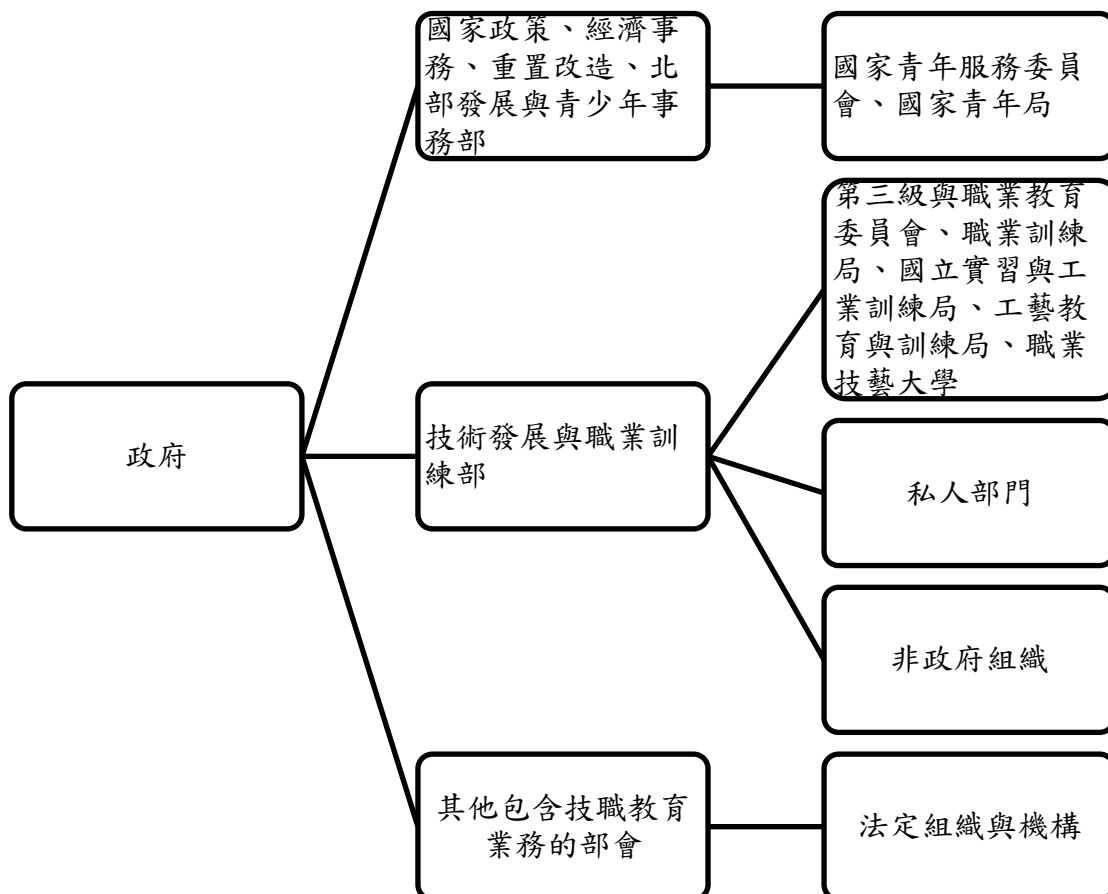 國家政策、經濟事
務、重置改造、北
部發展與青少年事
務部
國家青年服務委員
會、國家青年局
第三級與職業教育
委員會、職業訓練
局、國立實習與工
業訓練局、工藝教
育與訓練局、職業
技藝大學
政府
技術發展與職業訓
練部
私人部門
非政府組織
其他包含技職教育
業務的部會
法定組織與機構